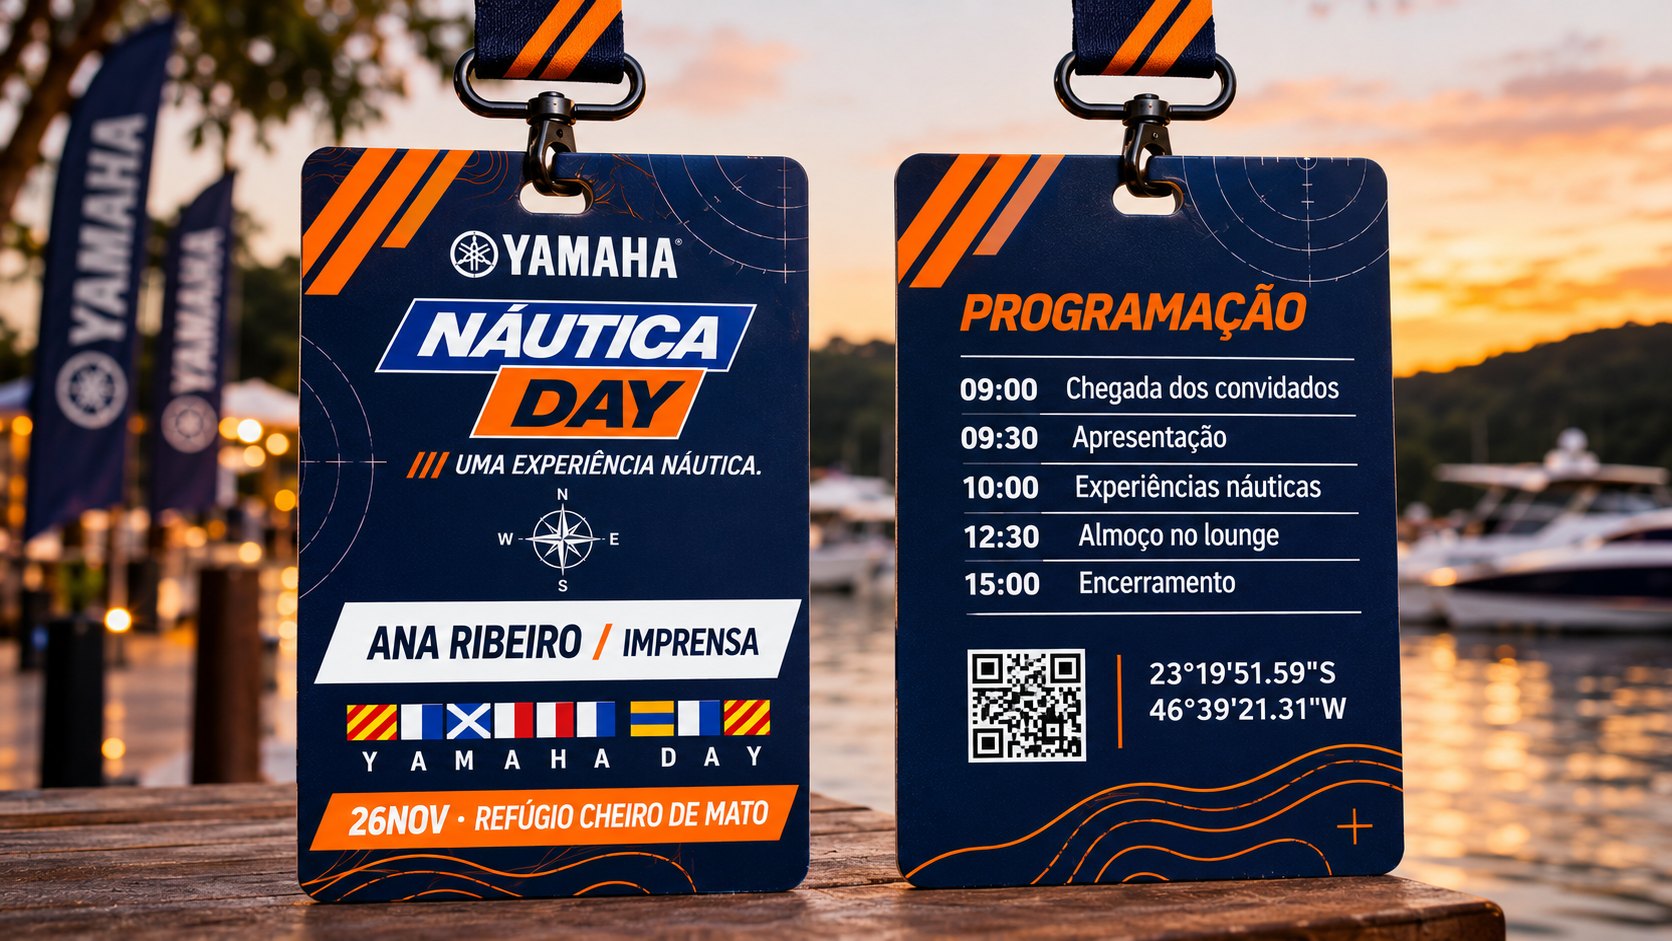 YAMAHA
YAMAHA
YAMAHA
NÁUTICA
DAY
/// UMA EXPERIÊNCIA NÁUTICA.
N
W E
S
ANA RIBEIRO / IMPRENSA
Y A M A H A D A Y
26NOV · REFÚGIO CHEIRO DE MATO
PROGRAMAÇÃO
09:00 Chegada dos convidados
09:30 Apresentação
10:00 Experiências náuticas
12:30 Almoço no lounge
15:00 Encerramento
23°19'51.59"S
46°39'21.31"W